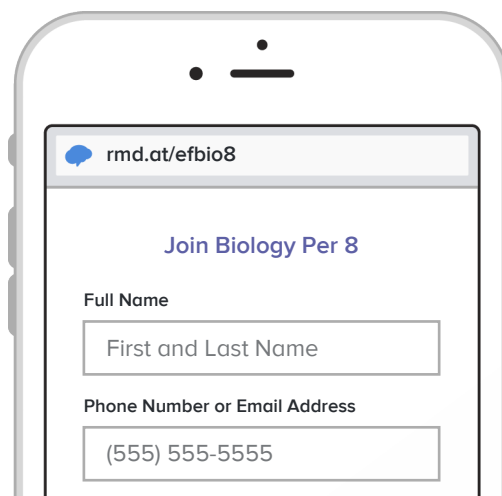 rmd.at/efbio8
Join Biology Per 8
Full Name
First and Last Name
Phone Number or Email Address
(555) 555-5555